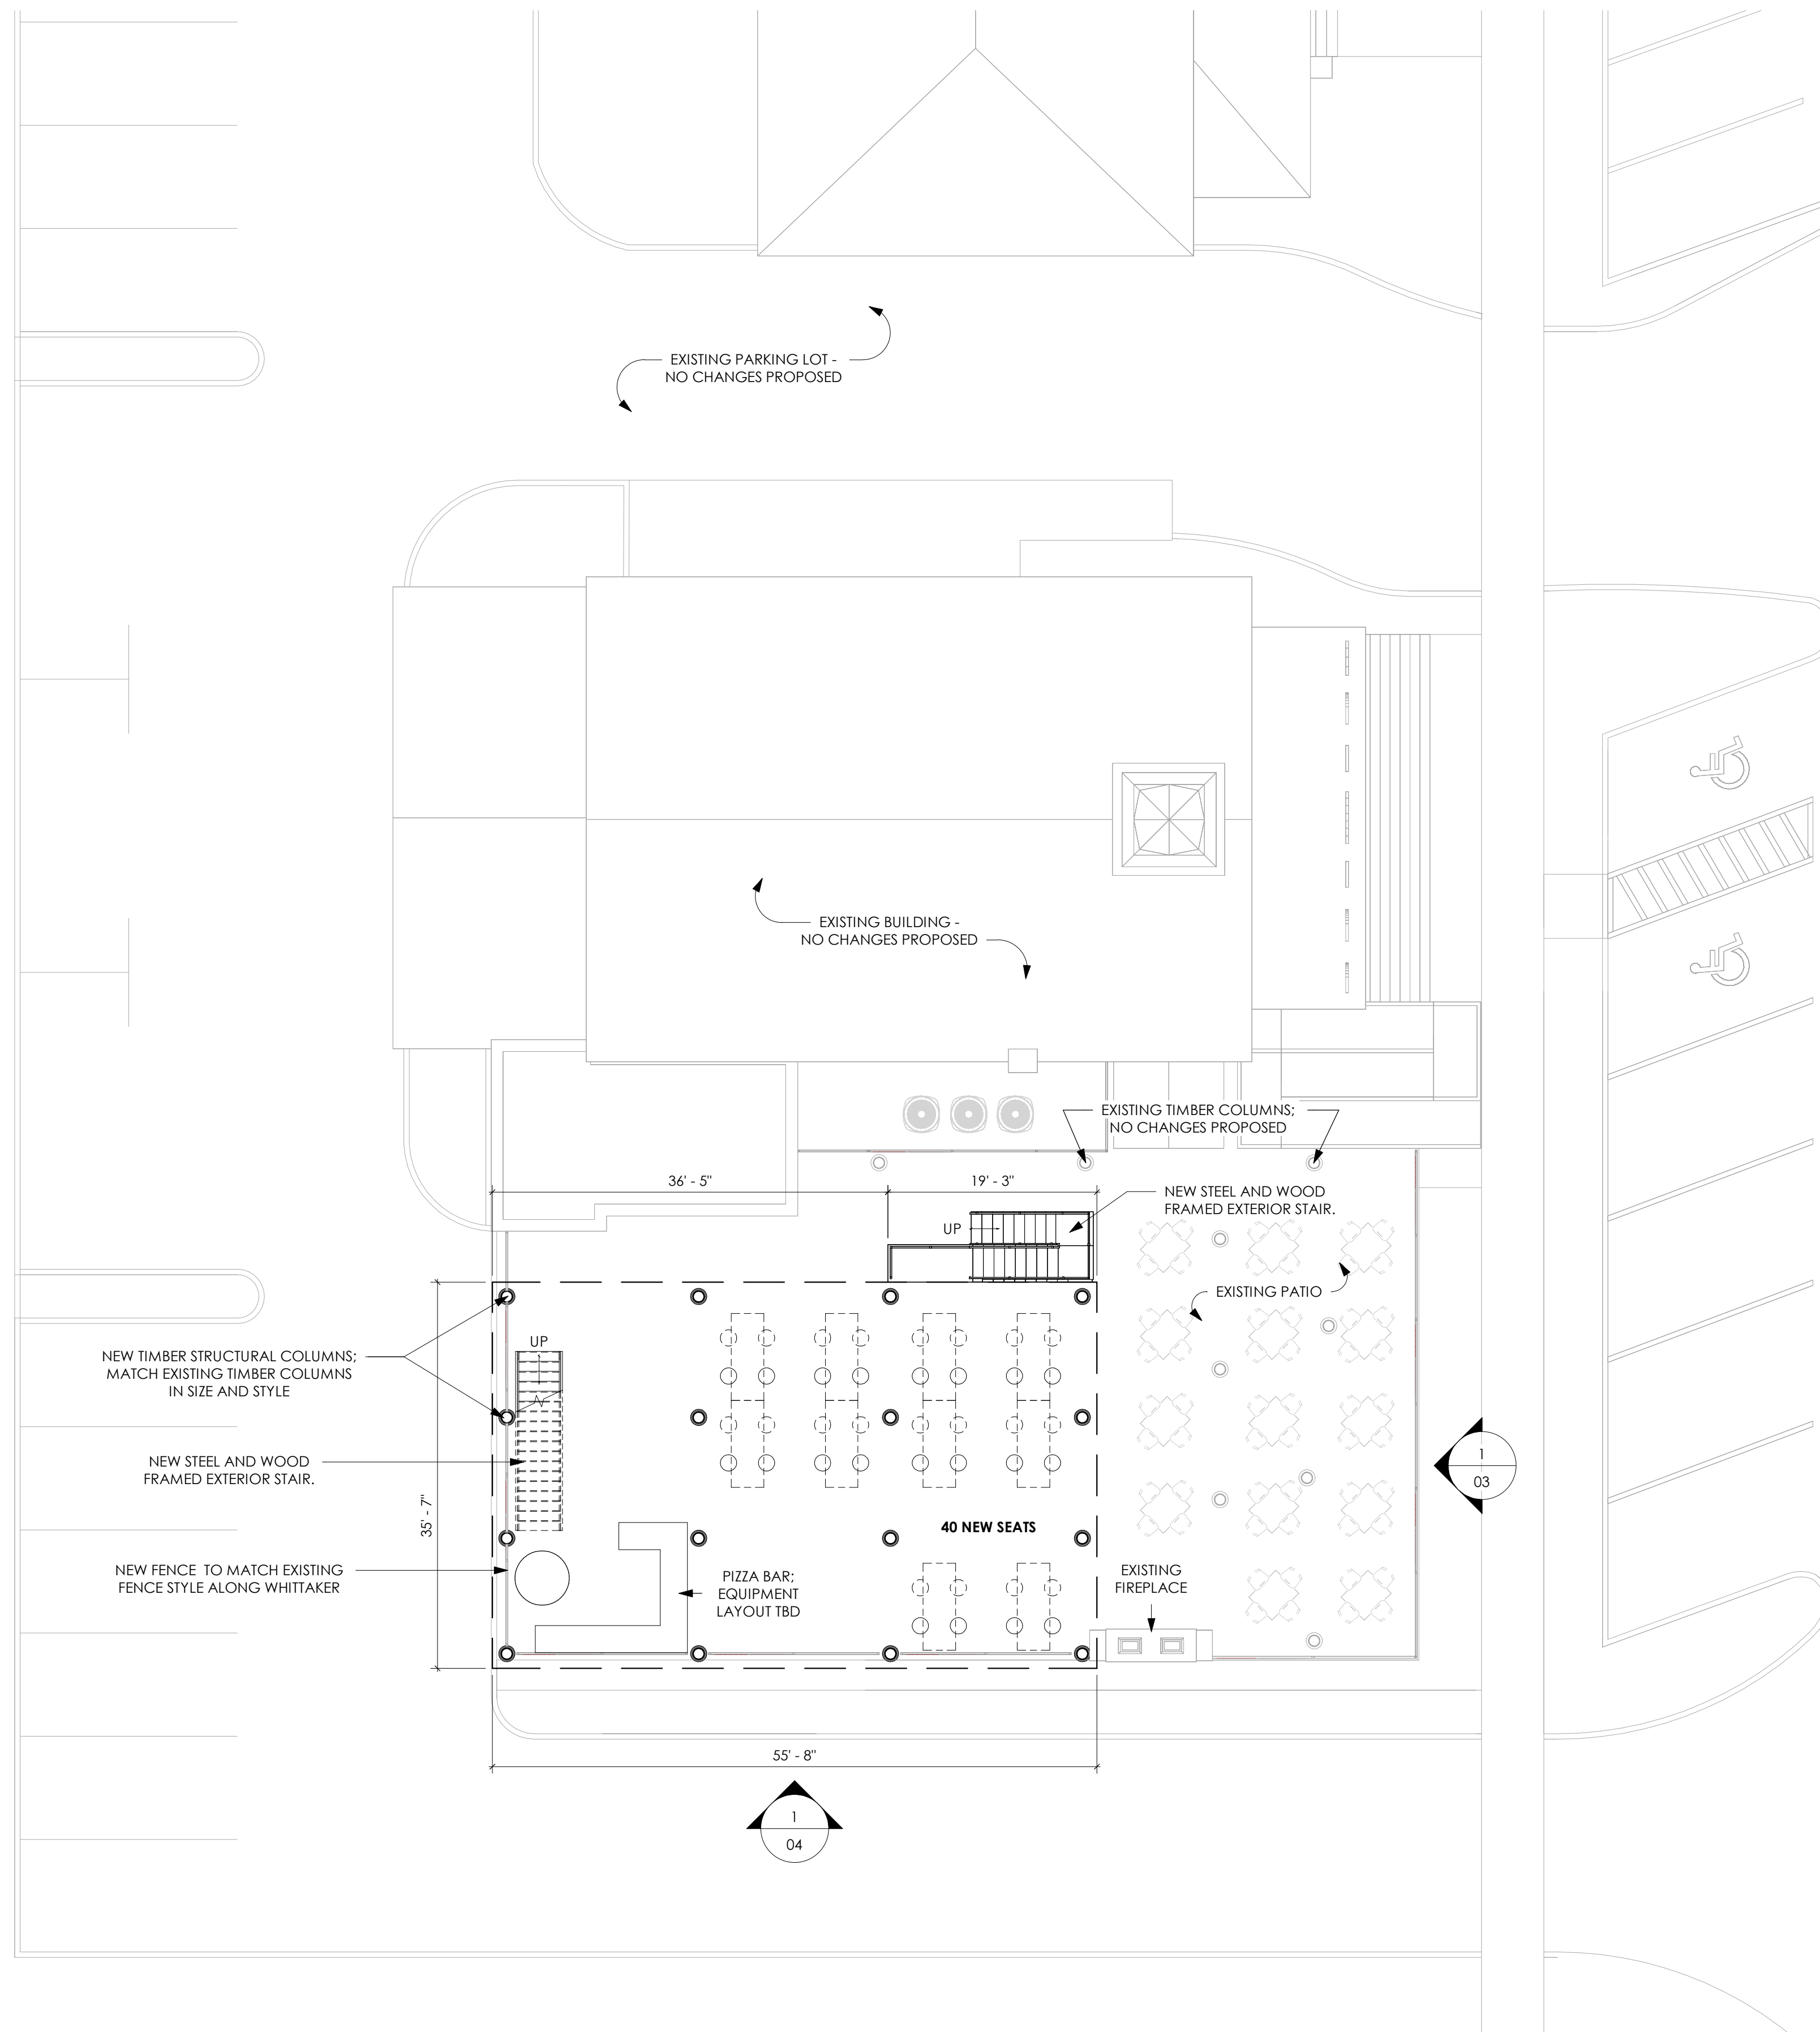 EXISTING PARKING LOT -
NO CHANGES PROPOSED
EXISTING BUILDING -
NO CHANGES PROPOSED
EXISTING TIMBER COLUMNS;
NO CHANGES PROPOSED
36' - 5"
19' - 3"
NEW STEEL AND WOOD
FRAMED EXTERIOR STAIR.
UP
EXISTING PATIO
UP
NEW TIMBER STRUCTURAL COLUMNS;
MATCH EXISTING TIMBER COLUMNS
IN SIZE AND STYLE
NEW STEEL AND WOOD
FRAMED EXTERIOR STAIR.
35' - 7"
1
03
40 NEW SEATS
NEW FENCE TO MATCH EXISTING
FENCE STYLE ALONG WHITTAKER
PIZZA BAR;
EQUIPMENT
LAYOUT TBD
EXISTING
FIREPLACE
55' - 8"
1
04